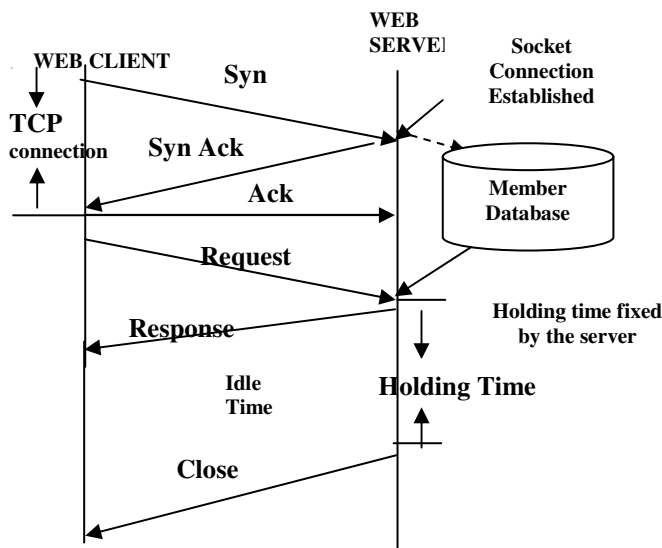 WEB
SERVE
WEB CLIENT
Socket
Connection
Established
Syn
TCP
connection
Syn Ack
Member
Database
Ack
Request
Holding time fixed
by the server
Response
Idle
Time
Holding Time
Close